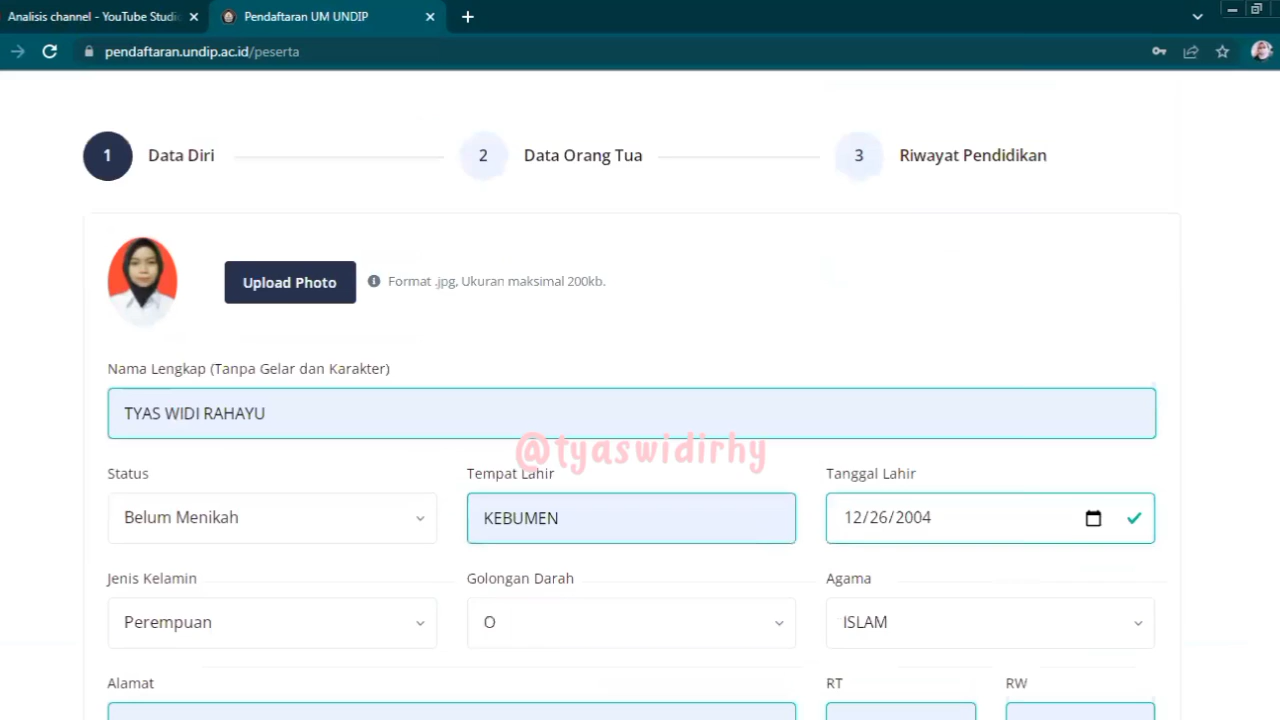 Analisis channel - YouTube Studi
Pendaftaran UM UNDIP
pendaftaran.undip.ac.id/peserta
1 Data Diri
2 Data Orang Tua
3 Riwayat Pendidikan
Upload Photo
Format .jpg, Ukuran maksimal 200kb.
Nama Lengkap (Tanpa Gelar dan Karakter)
TYAS WIDI RAHAYU
@tyaswidirhy
Status
Tempat Lahir
Tanggal Lahir
Belum Menikah
KEBUMEN
12/26/2004
Jenis Kelamin
Golongan Darah
Agama
Perempuan
O
ISLAM
Alamat
RT
RW